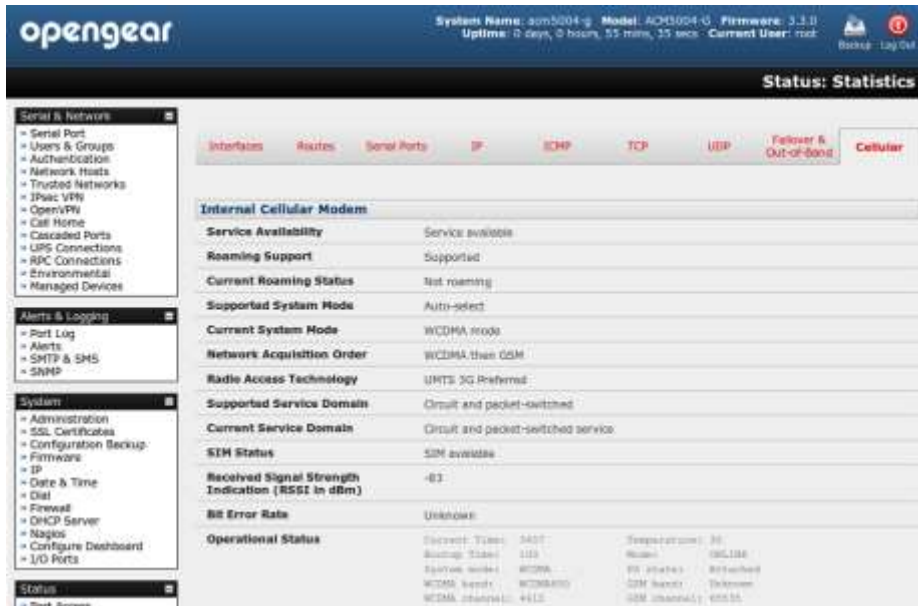 opengear
System Name: acm5004-g Model: ACM5004-G Firmware: 3.3.0
Uptime: 0 days, 0 hours, 55 mins, 35 secs Current User: root
Backup Log Out
Status: Statistics
Serial & Network
Serial Port
Users & Groups
Authentication
Network Hosts
Trusted Networks
IPsec VPN
OpenVPN
Call Home
Cascaded Ports
UPS Connections
RPC Connections
Environmental
Managed Devices
Alerts & Logging
Port Log
Alerts
SMTP & SMS
SNMP
System
Administration
SSL Certificates
Configuration Backup
Firmware
IP
Date & Time
Dial
Firewall
DHCP Server
Nagios
Configure Dashboard
I/O Ports
Status
Interfaces Routes Serial Ports IP ICMP TCP UDP Failover & Out-of-Band Cellular
Internal Cellular Modem
Service Availability Service available
Roaming Support Supported
Current Roaming Status Not roaming
Supported System Mode Auto-select
Current System Mode WCDMA mode
Network Acquisition Order WCDMA then GSM
Radio Access Technology UMTS 3G Preferred
Supported Service Domain Circuit and packet-switched
Current Service Domain Circuit and packet-switched service
SIM Status SIM available
Received Signal Strength
Indication (RSSI in dBm) -83
Bit Error Rate Unknown
Operational Status Current Time: Temperature:
Bootup Time: Mode: ONLINE
System mode: WCDMA PS state: Attached
WCDMA band: GSM band: Unknown
WCDMA channel: GSM channel: 65535